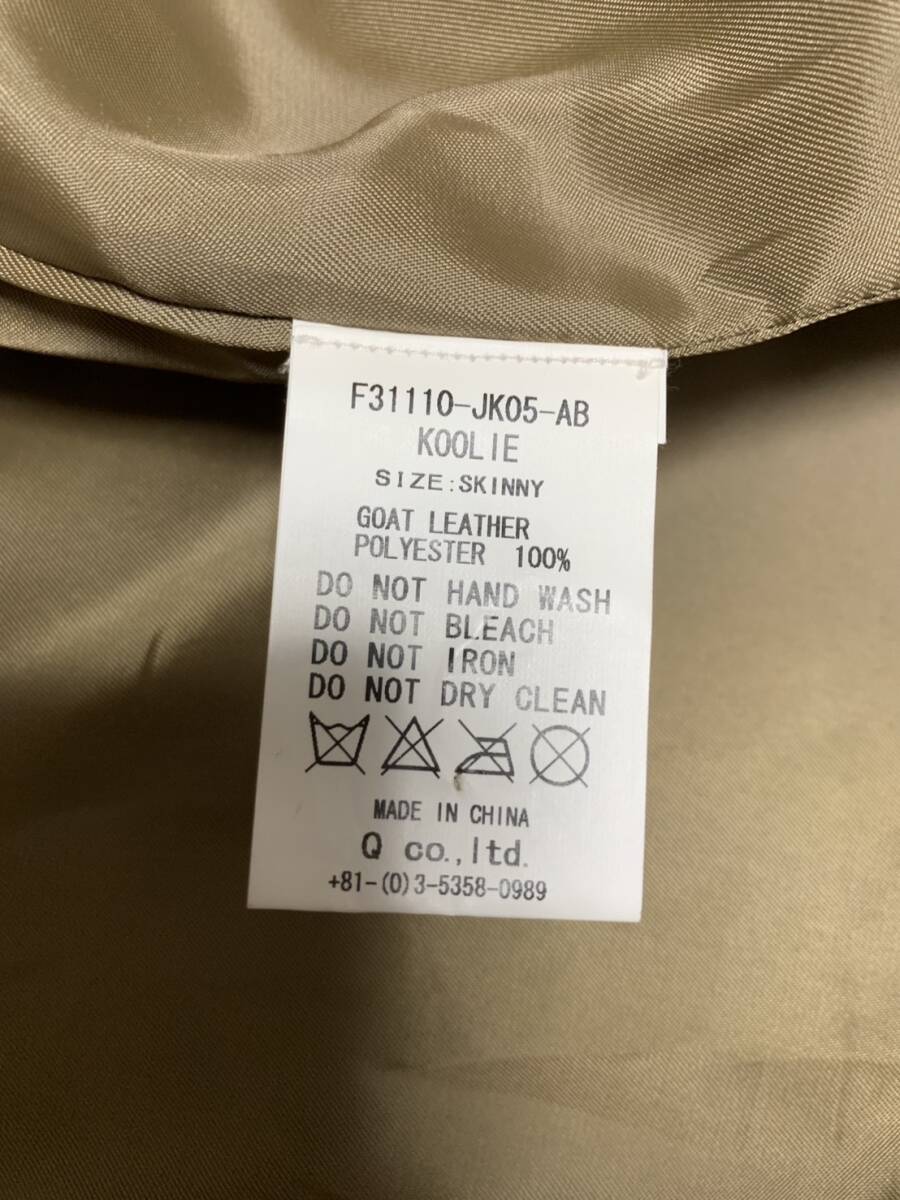 F31110-JK05-AB
KOOLIE
SIZE:SKINNY
GOAT LEATHER
POLYESTER 100%
DO NOT HAND WASH
DO NOT BLEACH
DO NOT IRON
DO NOT DRY CLEAN
MADE IN CHINA
Q co.,ltd.
+81-(0)3-5358-0989